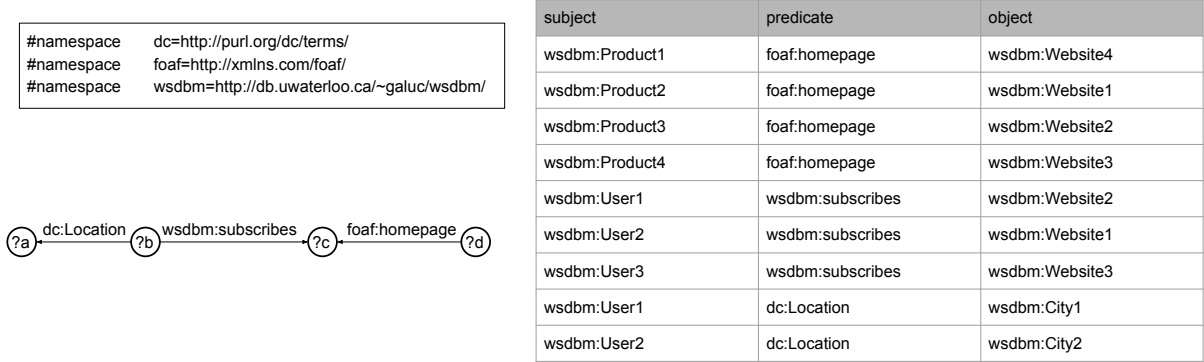 #namespace dc=http://purl.org/dc/terms/
#namespace foaf=http://xmlns.com/foaf/
#namespace wsdbm=http://db.uwaterloo.ca/~galuc/wsdbm/
?a dc:Location ?b wsdbm:subscribes ?c foaf:homepage ?d
subject predicate object
wsdbm:Product1 foaf:homepage wsdbm:Website4
wsdbm:Product2 foaf:homepage wsdbm:Website1
wsdbm:Product3 foaf:homepage wsdbm:Website2
wsdbm:Product4 foaf:homepage wsdbm:Website3
wsdbm:User1 wsdbm:subscribes wsdbm:Website2
wsdbm:User2 wsdbm:subscribes wsdbm:Website1
wsdbm:User3 wsdbm:subscribes wsdbm:Website3
wsdbm:User1 dc:Location wsdbm:City1
wsdbm:User2 dc:Location wsdbm:City2